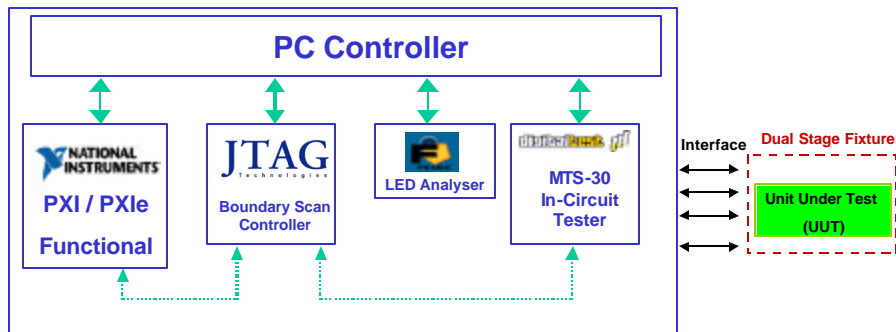 PC Controller
NATIONAL
INSTRUMENTS
PXI / PXIe
Functional
JTAG
Technologies
Boundary Scan
Controller
LED Analyser
digitaltest
MTS-30
In-Circuit
Tester
Interface
Dual Stage Fixture
Unit Under Test
(UUT)